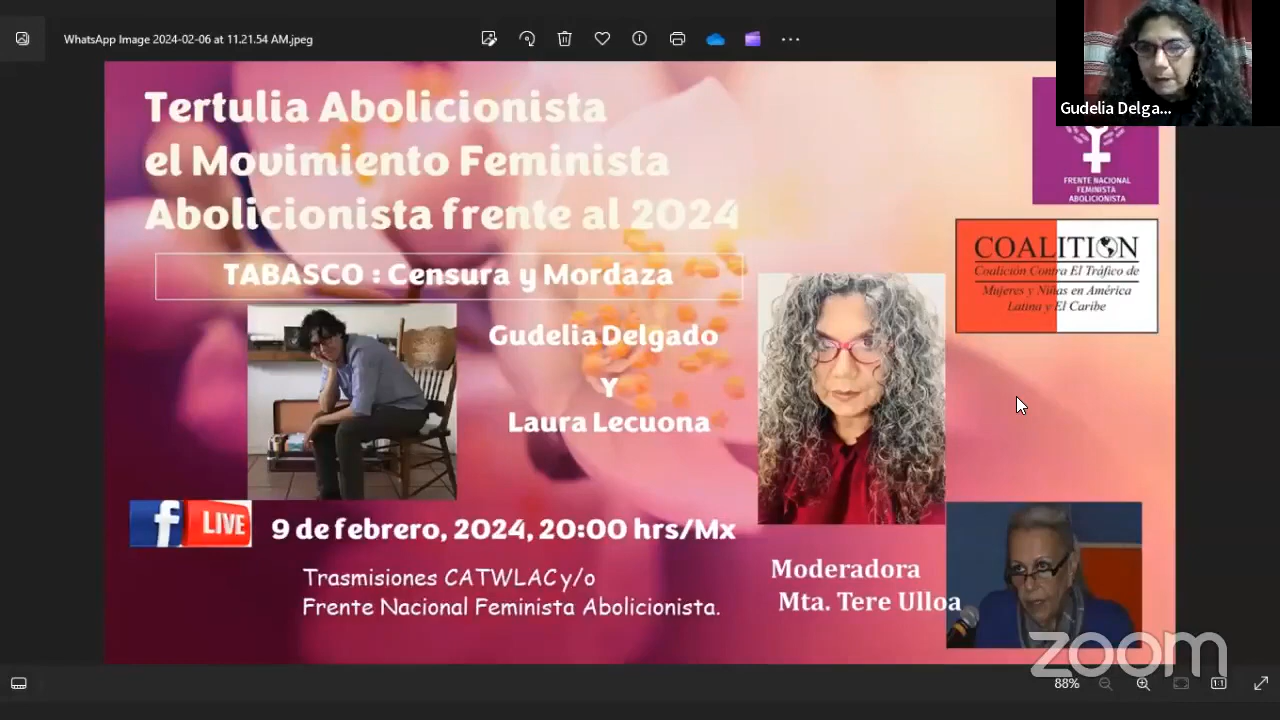 WhatsApp Image 2024-02-06 at 11.21.54 AM.jpeg
Gudelia Delga...
Tertulia Abolicionista
el Movimiento Feminista
Abolicionista frente al 2024
TABASCO : Censura y Mordaza
Gudelia Delgado
Y
Laura Lecuona
FRENTE NACIONAL
FEMINISTA
ABOLICIONISTA
COALITION
Coalición Contra El Tráfico de
Mujeres y Niñas en América
Latina y El Caribe
f LIVE
9 de febrero, 2024, 20:00 hrs/Mx
Trasmisiones CATWLAC y/o
Frente Nacional Feminista Abolicionista.
Moderadora
Mta. Tere Ulloa
zoom
88%
1:1